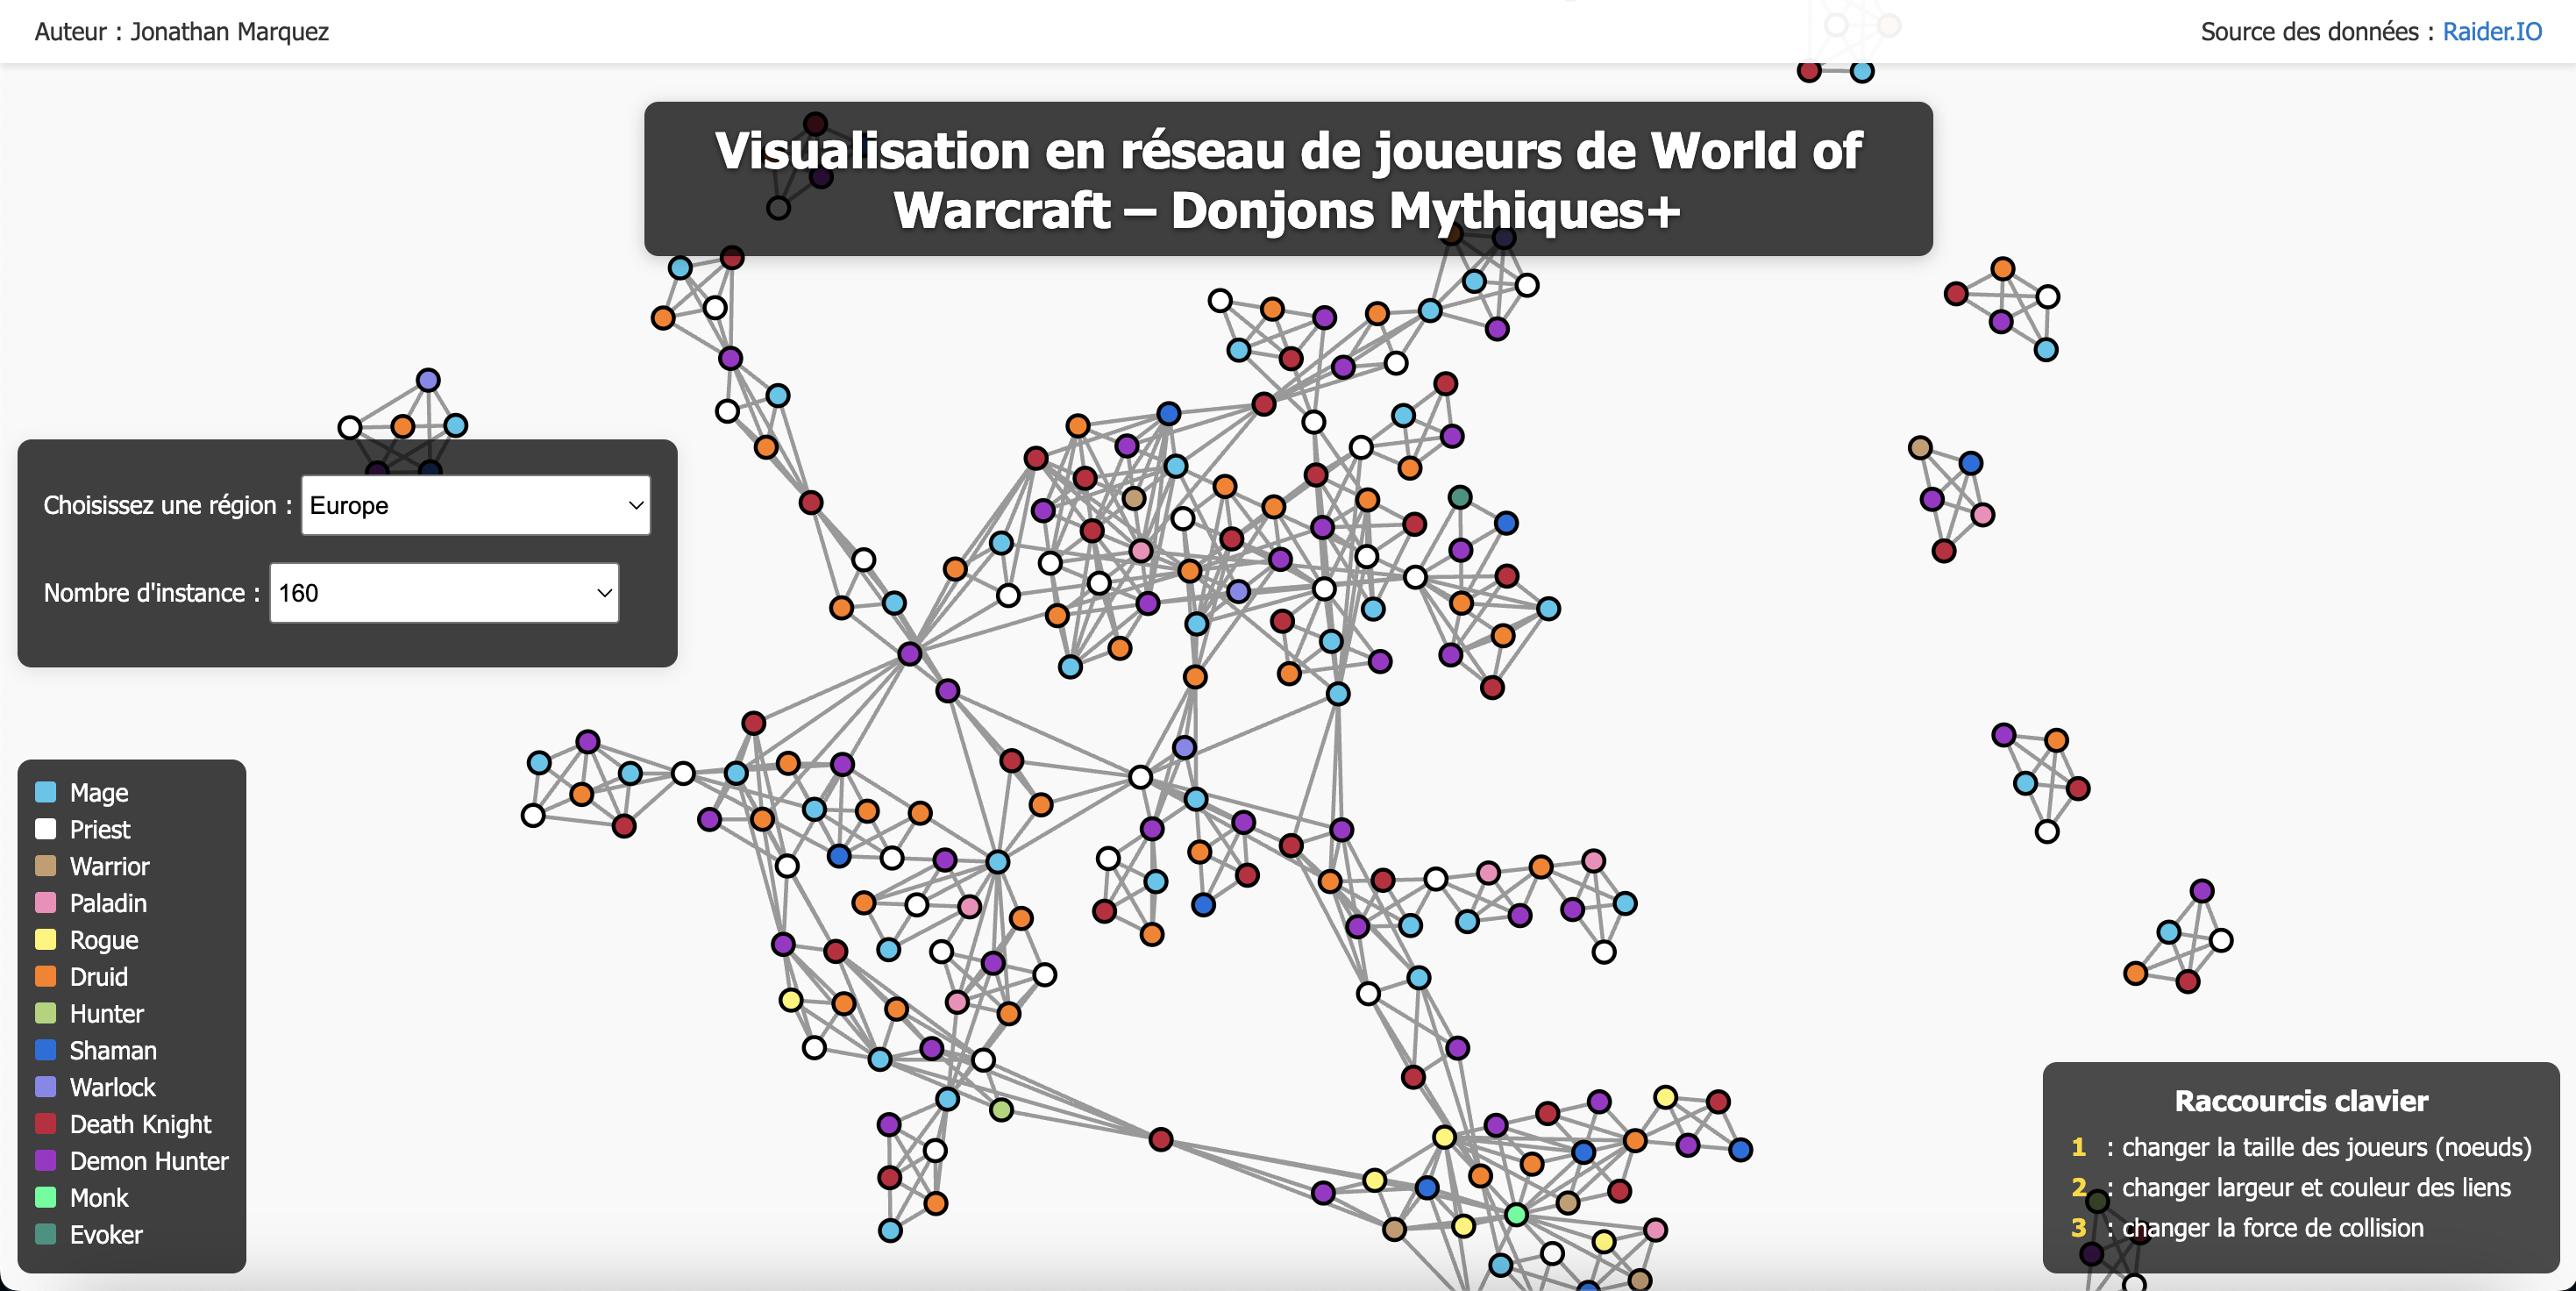 Auteur : Jonathan Marquez
Source des données : Raider.IO
Visualisation en réseau de joueurs de World of
Warcraft – Donjons Mythiques+
Choisissez une région : Europe
Nombre d'instance : 160
Mage
Priest
Warrior
Paladin
Rogue
Druid
Hunter
Shaman
Warlock
Death Knight
Demon Hunter
Monk
Evoker
Raccourcis clavier
1 : changer la taille des joueurs (noeuds)
2 : changer largeur et couleur des liens
3 : changer la force de collision